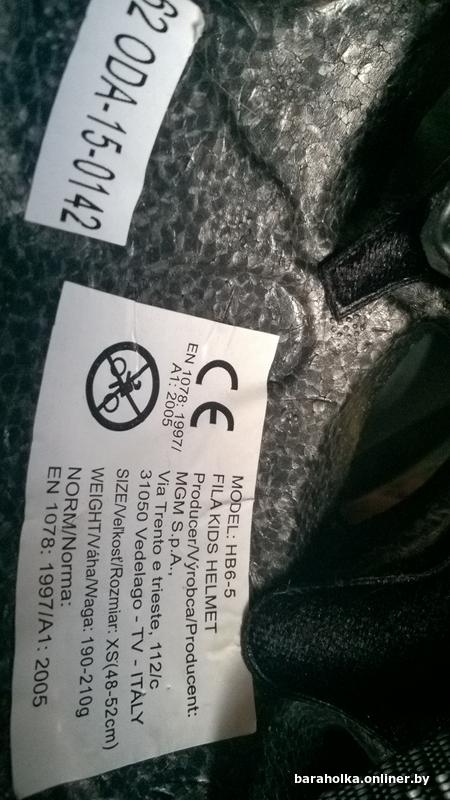 62 ODA-15-0142
CE
EN 1078: 1997/
A1: 2005
MODEL: HB6-5
FILA KIDS HELMET
Producer/Výrobca/Producent:
MGM S.p.A.,
Via Trento e trieste, 112/c
31050 Vedelago - TV - ITALY
SIZE/Veľkosť/Rozmiar: XS(48-52cm)
WEIGHT/Váha/Waga: 190-210g
NORM/Norma:
EN 1078: 1997/A1: 2005
baraholka.onliner.by